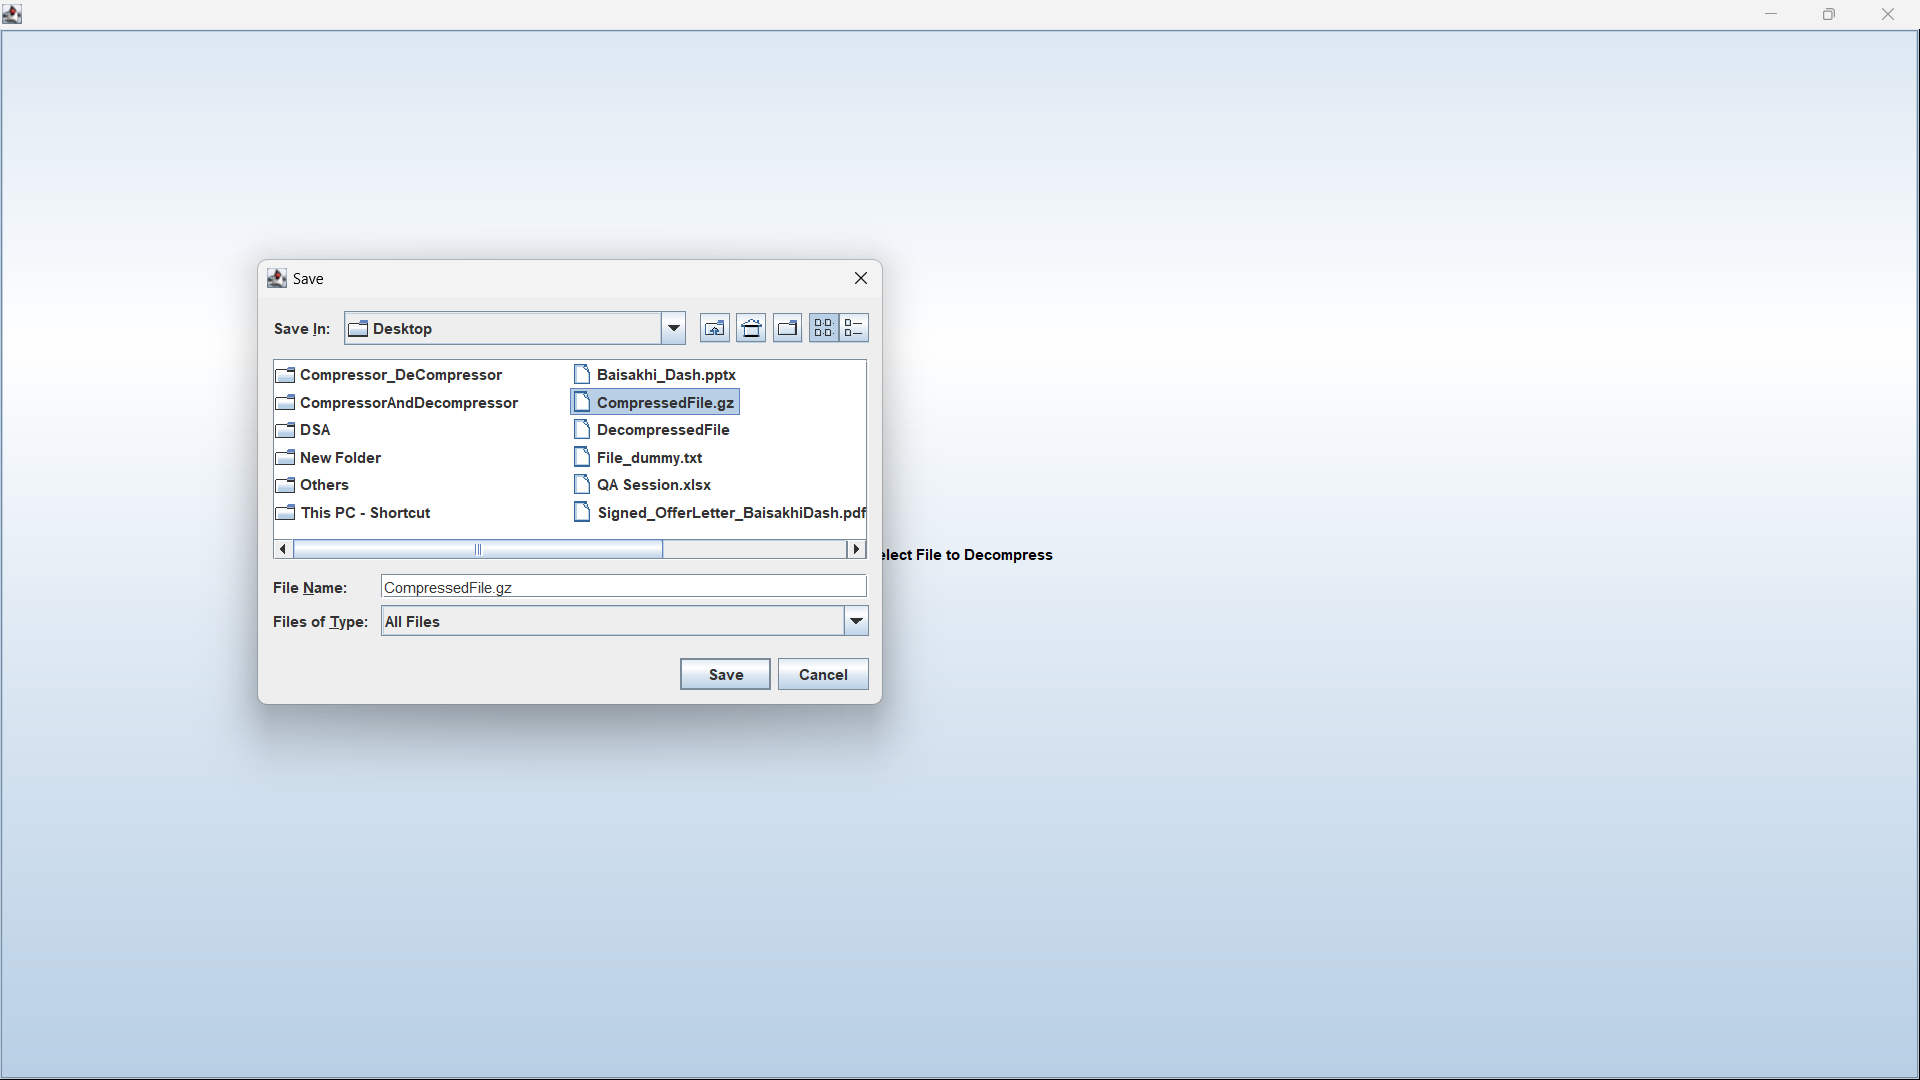 Save
Save In: Desktop
Compressor_DeCompressor
CompressorAndDecompressor
DSA
New Folder
Others
This PC - Shortcut
Baisakhi_Dash.pptx
CompressedFile.gz
DecompressedFile
File_dummy.txt
QA Session.xlsx
Signed_OfferLetter_BaisakhiDash.pdf
elect File to Decompress
File Name: CompressedFile.gz
Files of Type: All Files
Save Cancel